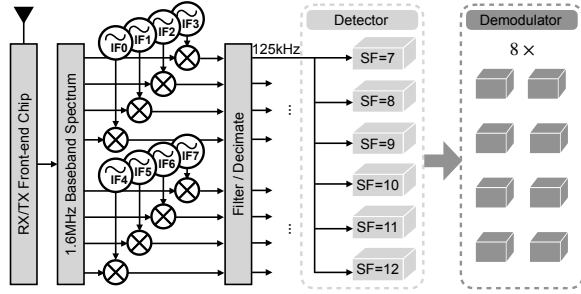 RX/TX Front-end Chip
1.6MHz Baseband Spectrum
IF0
IF1
IF2
IF3
IF4
IF5
IF6
IF7
Filter / Decimate
125kHz
...
...
Detector
SF=7
SF=8
SF=9
SF=10
SF=11
SF=12
Demodulator
8 ×